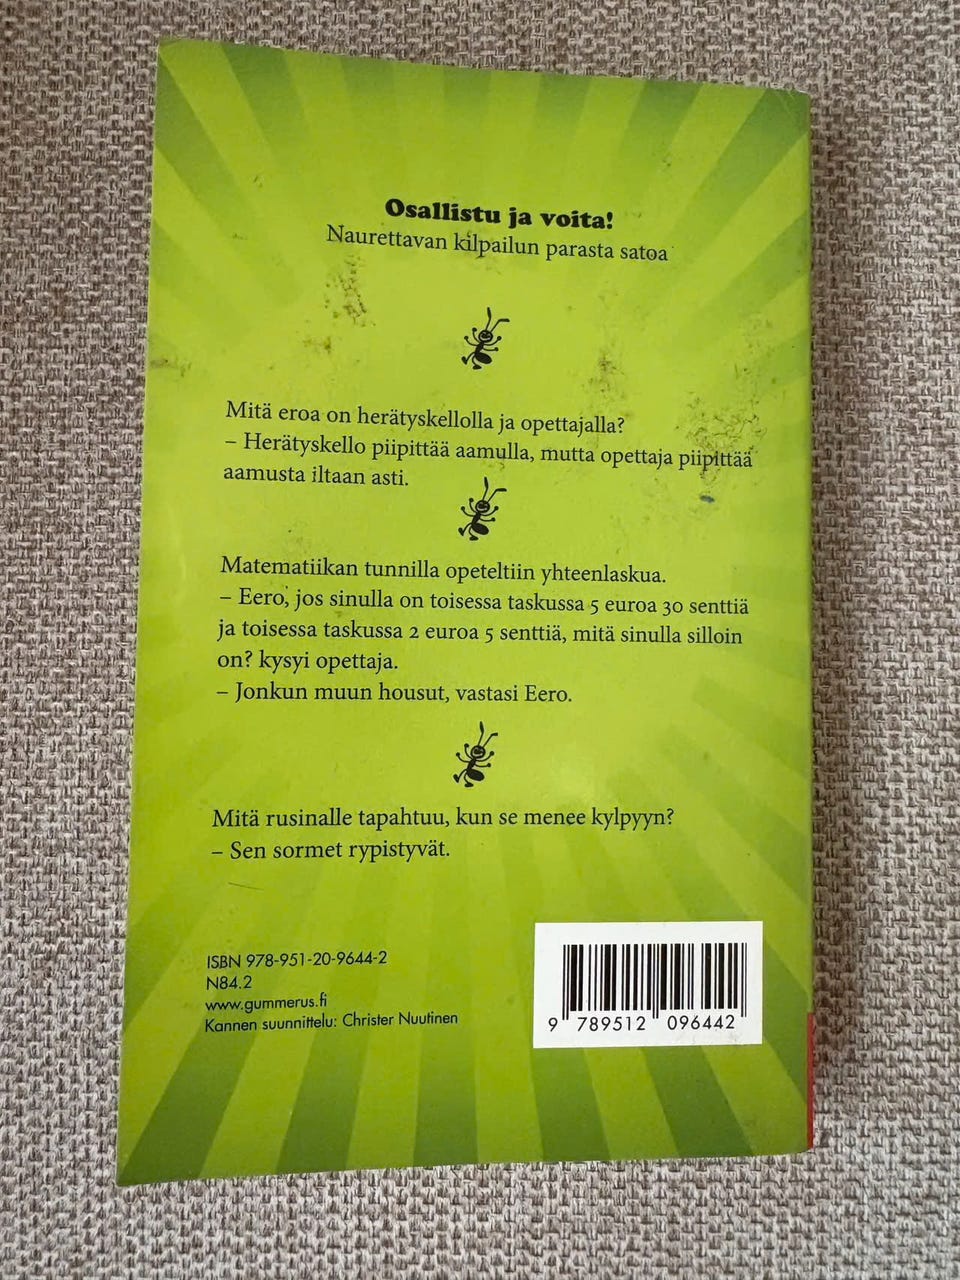 Osallistu ja voita!
Naurettavan kilpailun parasta satoa
Mitä eroa on herätyskellolla ja opettajalla?
– Herätyskello piipittää aamulla, mutta opettaja piipittää
aamusta iltaan asti.
Matematiikan tunnilla opeteltiin yhteenlaskua.
– Eero, jos sinulla on toisessa taskussa 5 euroa 30 senttiä
ja toisessa taskussa 2 euroa 5 senttiä, mitä sinulla silloin
on? kysyi opettaja.
– Jonkun muun housut, vastasi Eero.
Mitä rusinalle tapahtuu, kun se menee kylpyyn?
– Sen sormet rypistyvät.
ISBN 978-951-20-9644-2
N84.2
www.gummerus.fi
Kannen suunnittelu: Christer Nuutinen
9 789512 096442